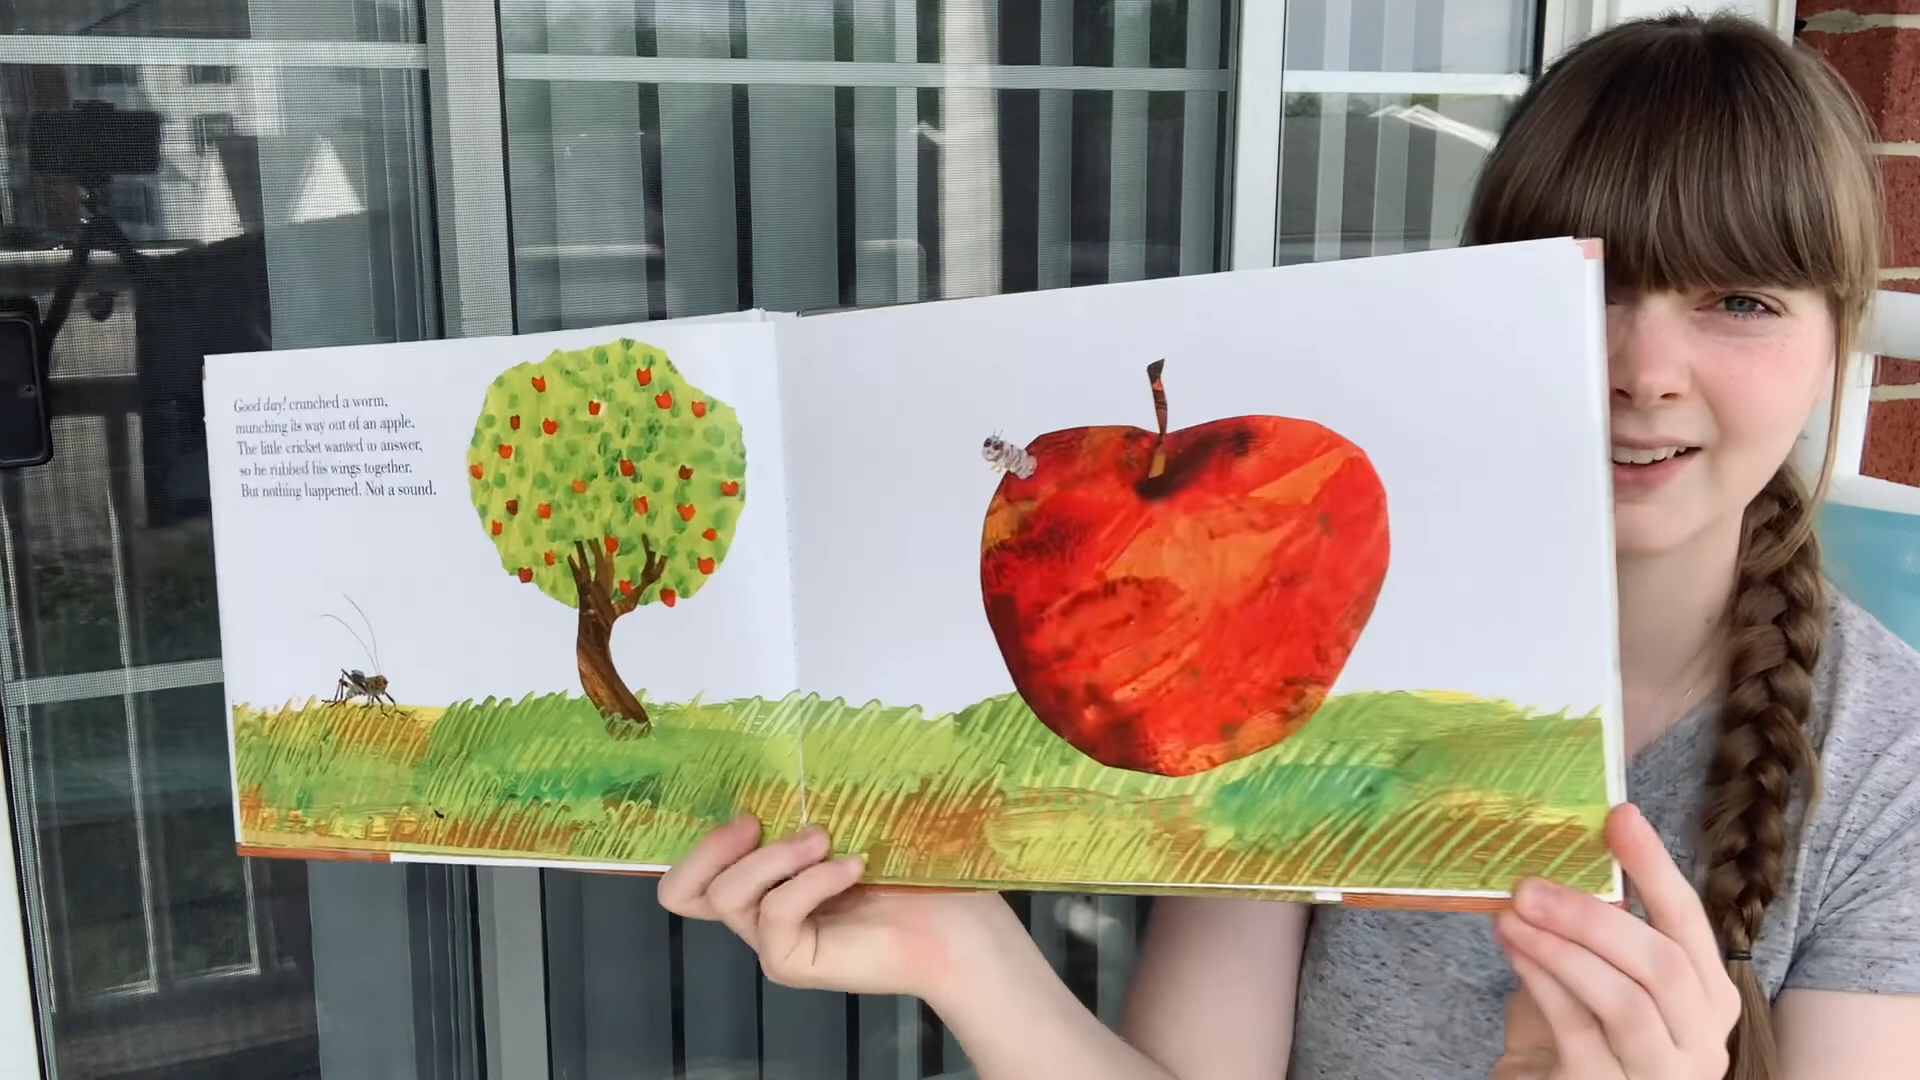 Good day! crunched a worm,
munching its way out of an apple.
The little cricket wanted to answer,
so he rubbed his wings together.
But nothing happened. Not a sound.